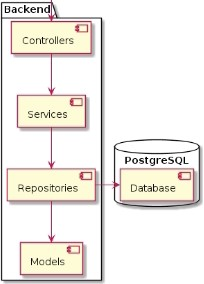 Backend
Controllers
Services
Repositories
PostgreSQL
Database
Models